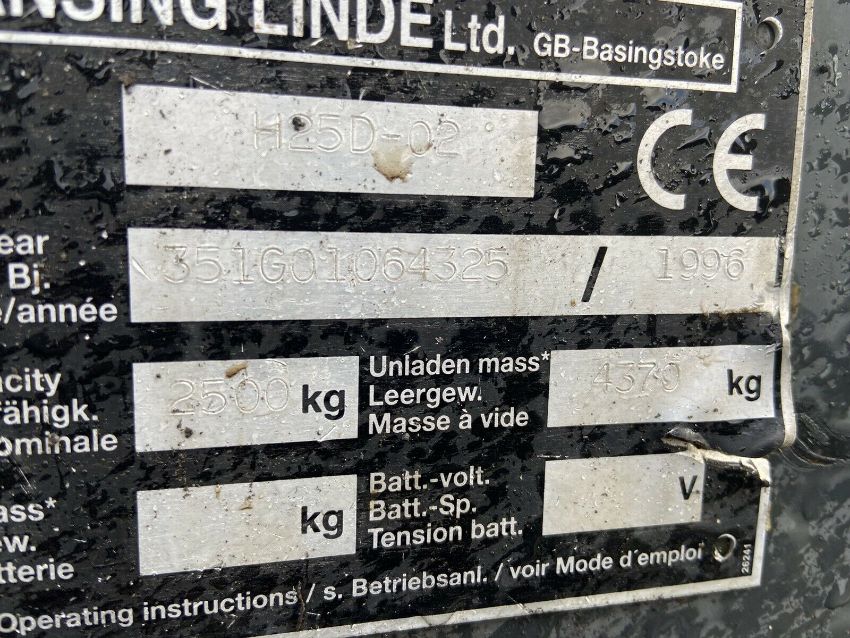 ANSING LINDE Ltd. GB-Basingstoke
H25D-02
CE
ear
Bj.
e/année
351G01064325 / 1996
acity
fähigk.
ominale
2500 kg
Unladen mass*
Leergew.
Masse à vide
4370 kg
ass*
ew.
tterie
kg
Batt.-volt.
Batt.-Sp.
Tension batt.
V
Operating instructions / s. Betriebsanl. / voir Mode d'emploi
26241